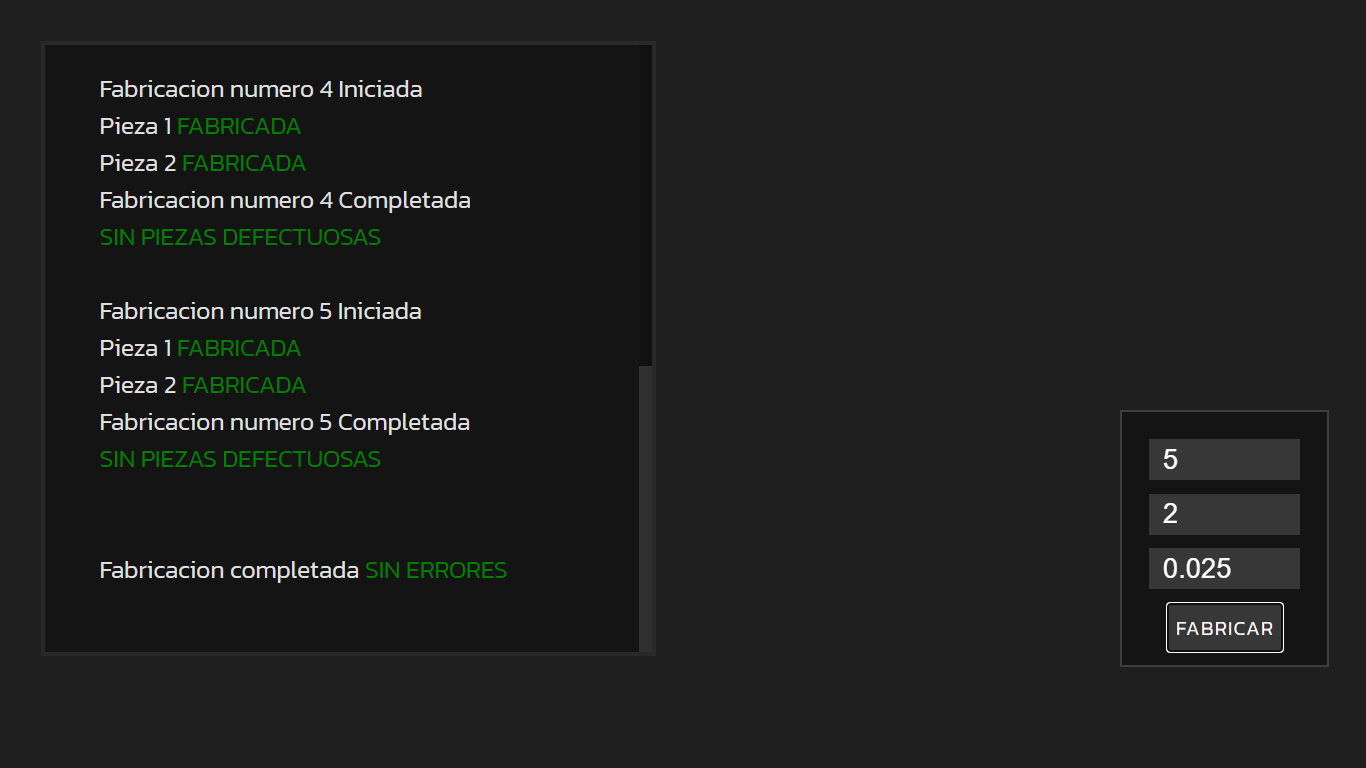 Fabricacion numero 4 Iniciada
Pieza 1 FABRICADA
Pieza 2 FABRICADA
Fabricacion numero 4 Completada
SIN PIEZAS DEFECTUOSAS
Fabricacion numero 5 Iniciada
Pieza 1 FABRICADA
Pieza 2 FABRICADA
Fabricacion numero 5 Completada
SIN PIEZAS DEFECTUOSAS
Fabricacion completada SIN ERRORES
5
2
0.025
FABRICAR